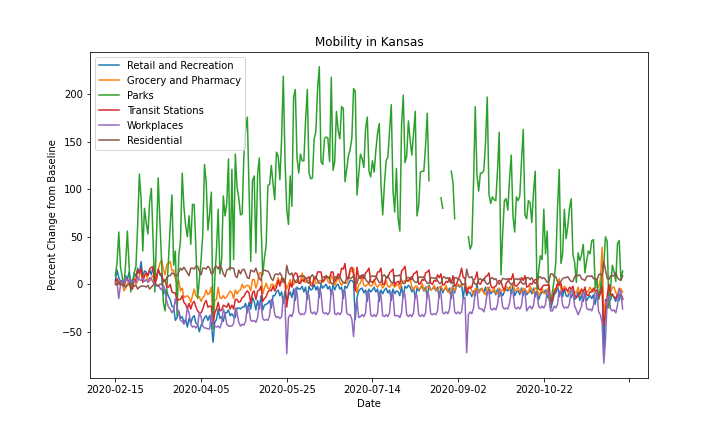 Mobility in Kansas
Retail and Recreation
Grocery and Pharmacy
Parks
Transit Stations
Workplaces
Residential
Percent Change from Baseline
200
150
100
50
0
−50
2020-02-15 2020-04-05 2020-05-25 2020-07-14 2020-09-02 2020-10-22
Date